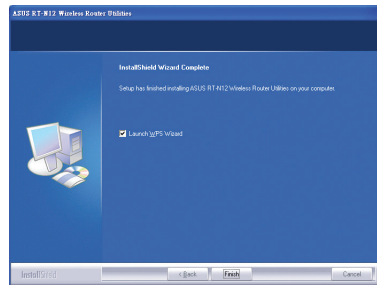 ASUS RT-N12 Wireless Router Utilities
InstallShield Wizard Complete
Setup has finished installing ASUS RT-N12 Wireless Router Utilities on your computer.
Launch WPS Wizard
InstallShield
< Back
Finish
Cancel